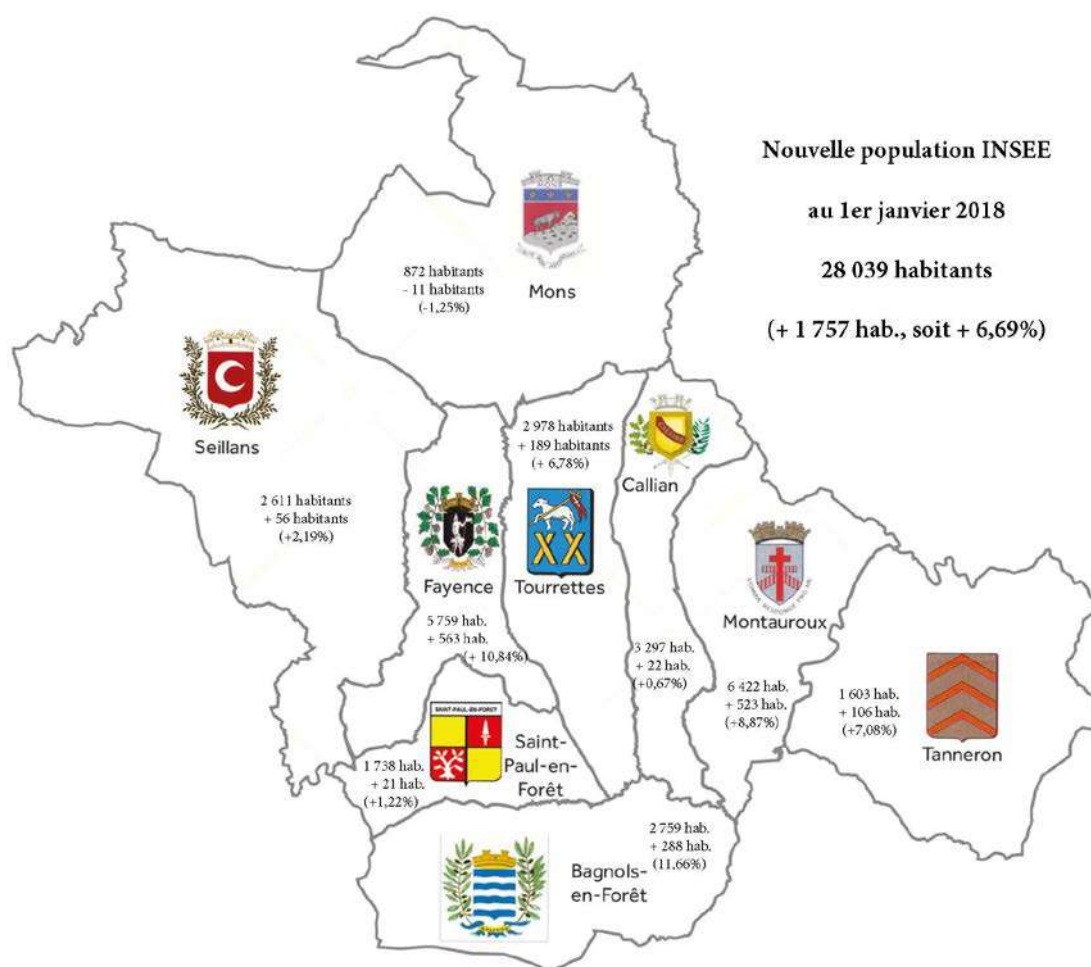 Nouvelle population INSEE
au 1er janvier 2018
28 039 habitants
(+ 1 757 hab., soit + 6,69%)
872 habitants
- 11 habitants
(-1,25%)
Mons
Seillans
2 611 habitants
+ 56 habitants
(+2,19%)
2 978 habitants
+ 189 habitants
(+ 6,78%)
Tourrettes
Callian
3 297 hab.
+ 22 hab.
(+0,67%)
Fayence
5 759 hab.
+ 563 hab.
(+ 10,84%)
Montauroux
6 422 hab.
+ 523 hab.
(+8,87%)
1 603 hab.
+ 106 hab.
(+7,08%)
Tanneron
SAINT-PAUL-EN-FORET
Saint-
Paul-en-
Forêt
1 738 hab.
+ 21 hab.
(+1,22%)
2 759 hab.
+ 288 hab.
(11,66%)
Bagnols-
en-Forêt